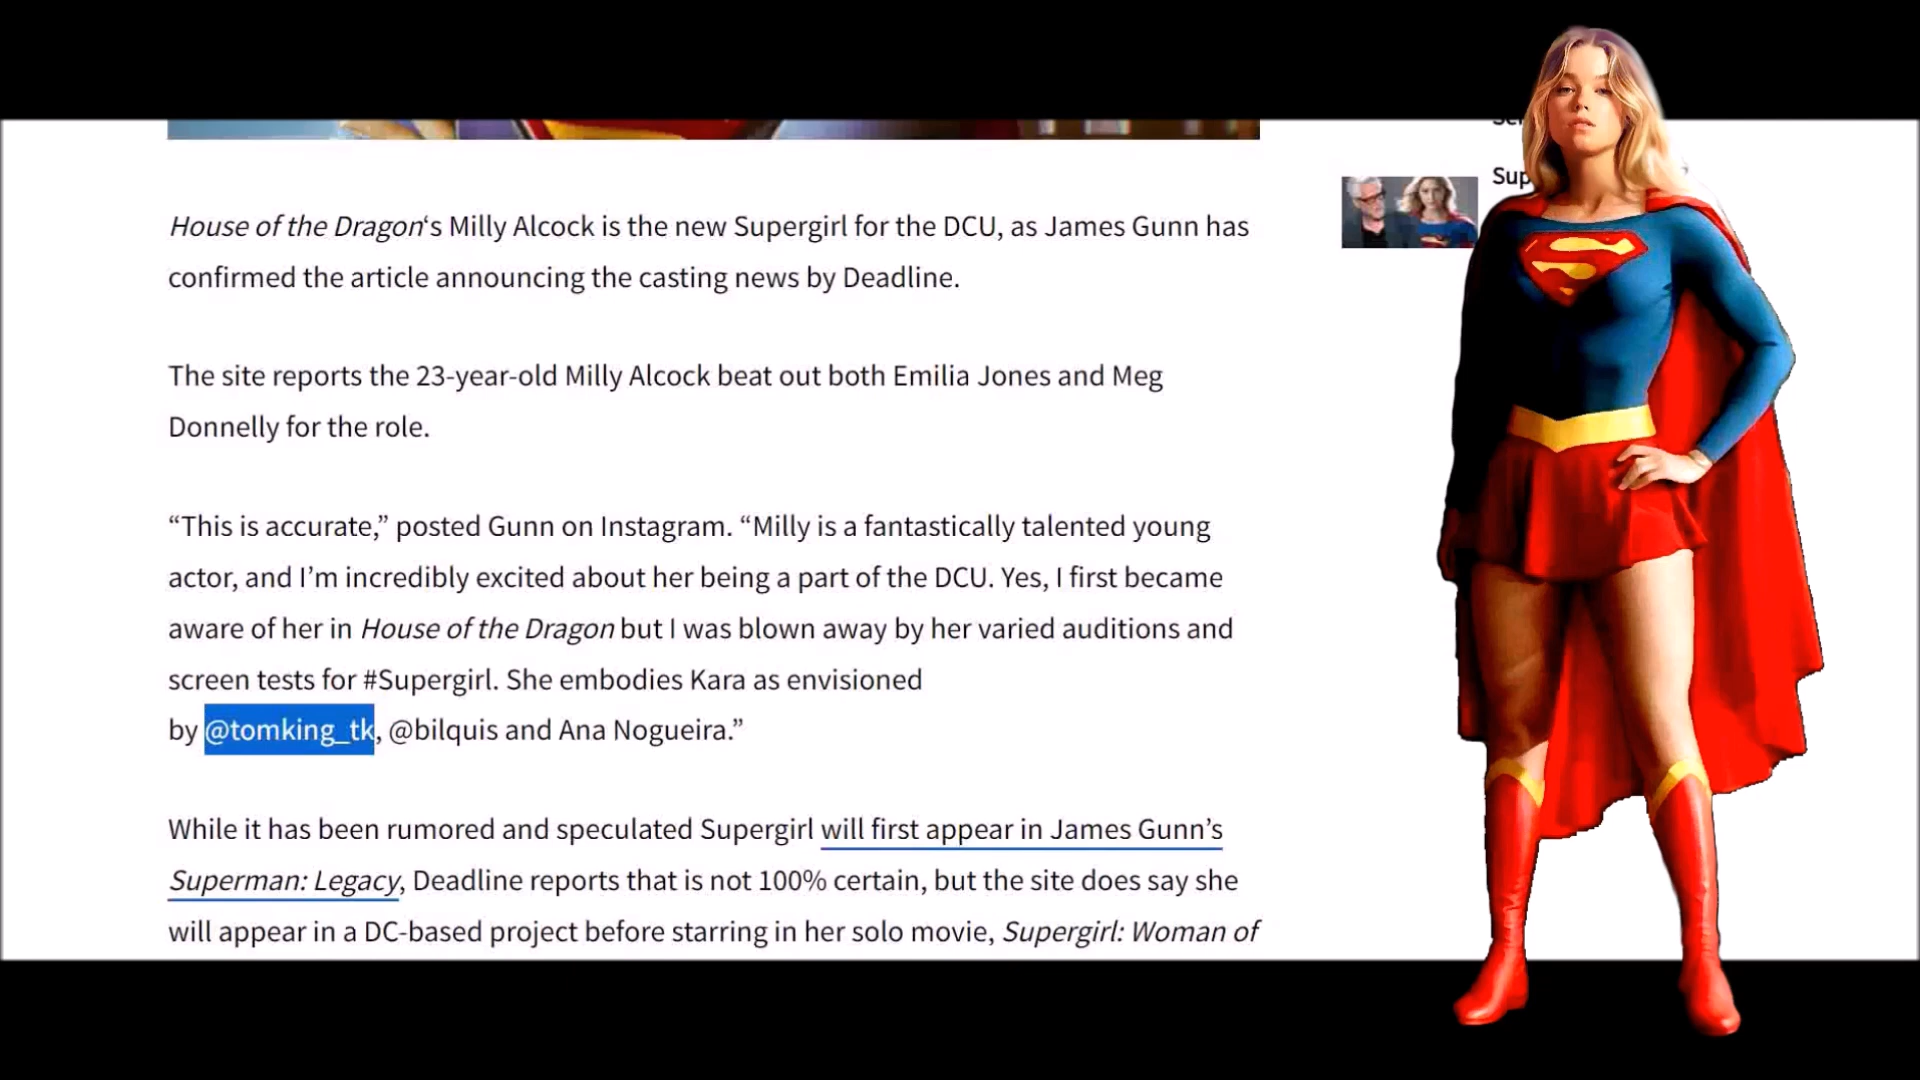 House of the Dragon‘s Milly Alcock is the new Supergirl for the DCU, as James Gunn has
confirmed the article announcing the casting news by Deadline.
The site reports the 23-year-old Milly Alcock beat out both Emilia Jones and Meg
Donnelly for the role.
“This is accurate,” posted Gunn on Instagram. “Milly is a fantastically talented young
actor, and I’m incredibly excited about her being a part of the DCU. Yes, I first became
aware of her in House of the Dragon but I was blown away by her varied auditions and
screen tests for #Supergirl. She embodies Kara as envisioned
by @tomking_tk, @bilquis and Ana Nogueira.”
While it has been rumored and speculated Supergirl will first appear in James Gunn’s
Superman: Legacy, Deadline reports that is not 100% certain, but the site does say she
will appear in a DC-based project before starring in her solo movie, Supergirl: Woman of
Sup
S